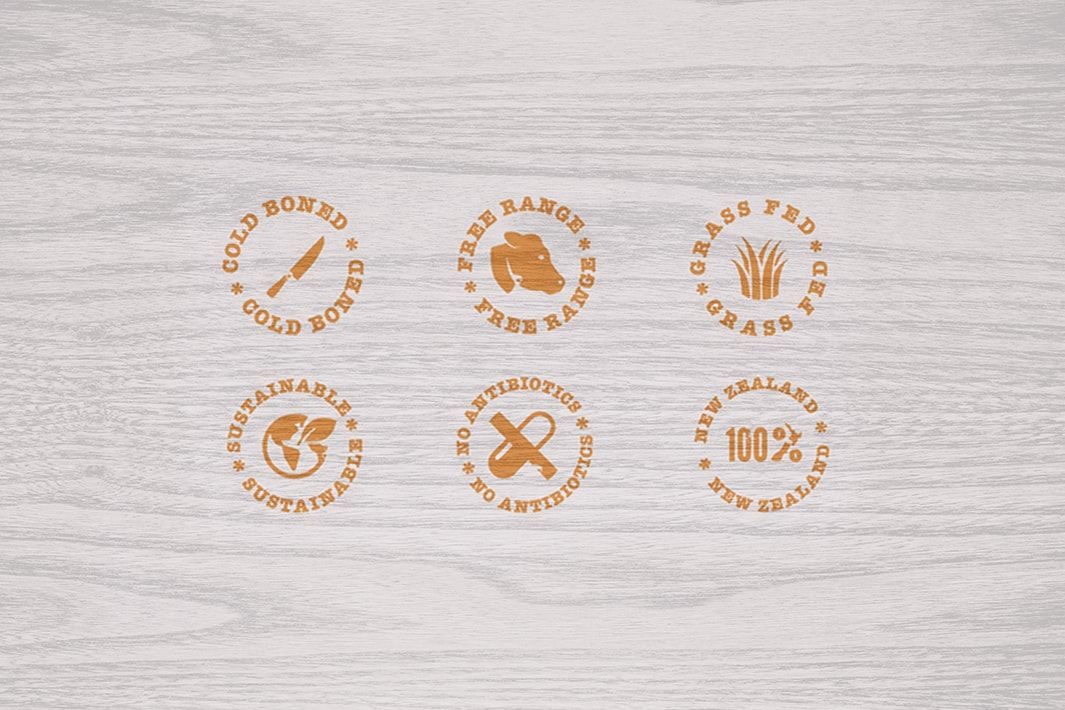 COLD BONED * COLD BONED *
FREE RANGE * FREE RANGE *
GRASS FED * GRASS FED *
SUSTAINABLE * SUSTAINABLE *
NO ANTIBIOTICS * NO ANTIBIOTICS *
NEW ZEALAND * NEW ZEALAND *
100%